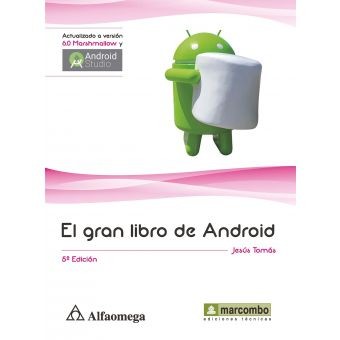 Actualizado a versión
6.0 Marshmallow y
Android
Studio
El gran libro de Android
Jesús Tomás
5ª Edición
Alfaomega
marcombo
ediciones técnicas